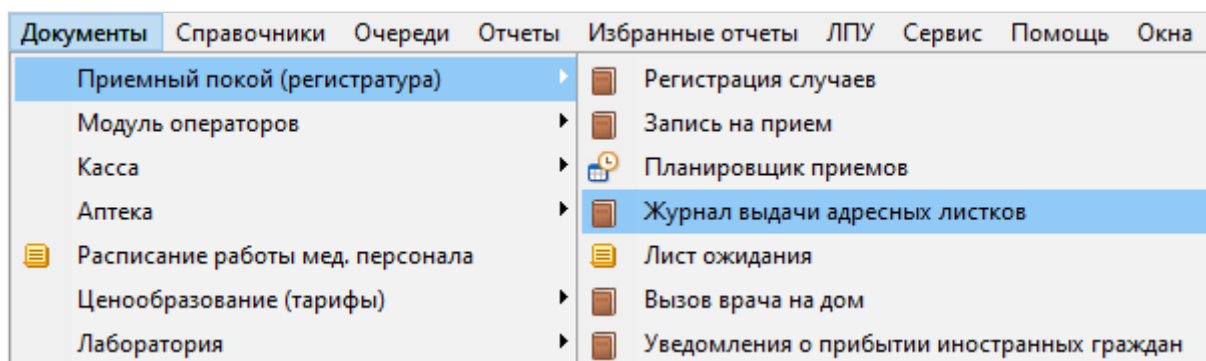 Документы Справочники Очереди Отчеты Избранные отчеты ЛПУ Сервис Помощь Окна
Приемный покой (регистратура)
Модуль операторов
Касса
Аптека
Расписание работы мед. персонала
Ценообразование (тарифы)
Лаборатория
Регистрация случаев
Запись на прием
Планировщик приемов
Журнал выдачи адресных листков
Лист ожидания
Вызов врача на дом
Уведомления о прибытии иностранных граждан